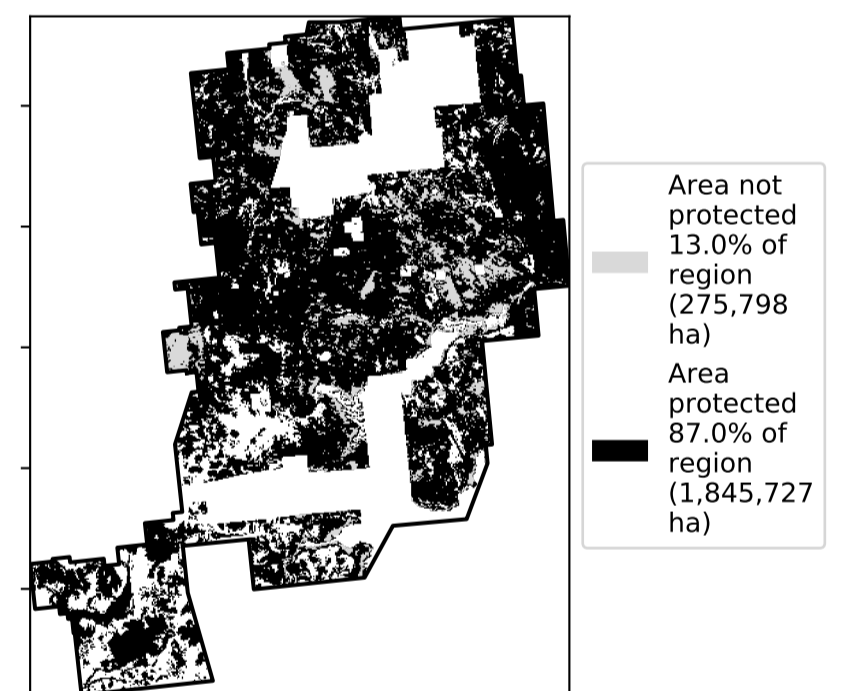 Area not
protected
13.0% of
region
(275,798
ha)
Area
protected
87.0% of
region
(1,845,727
ha)